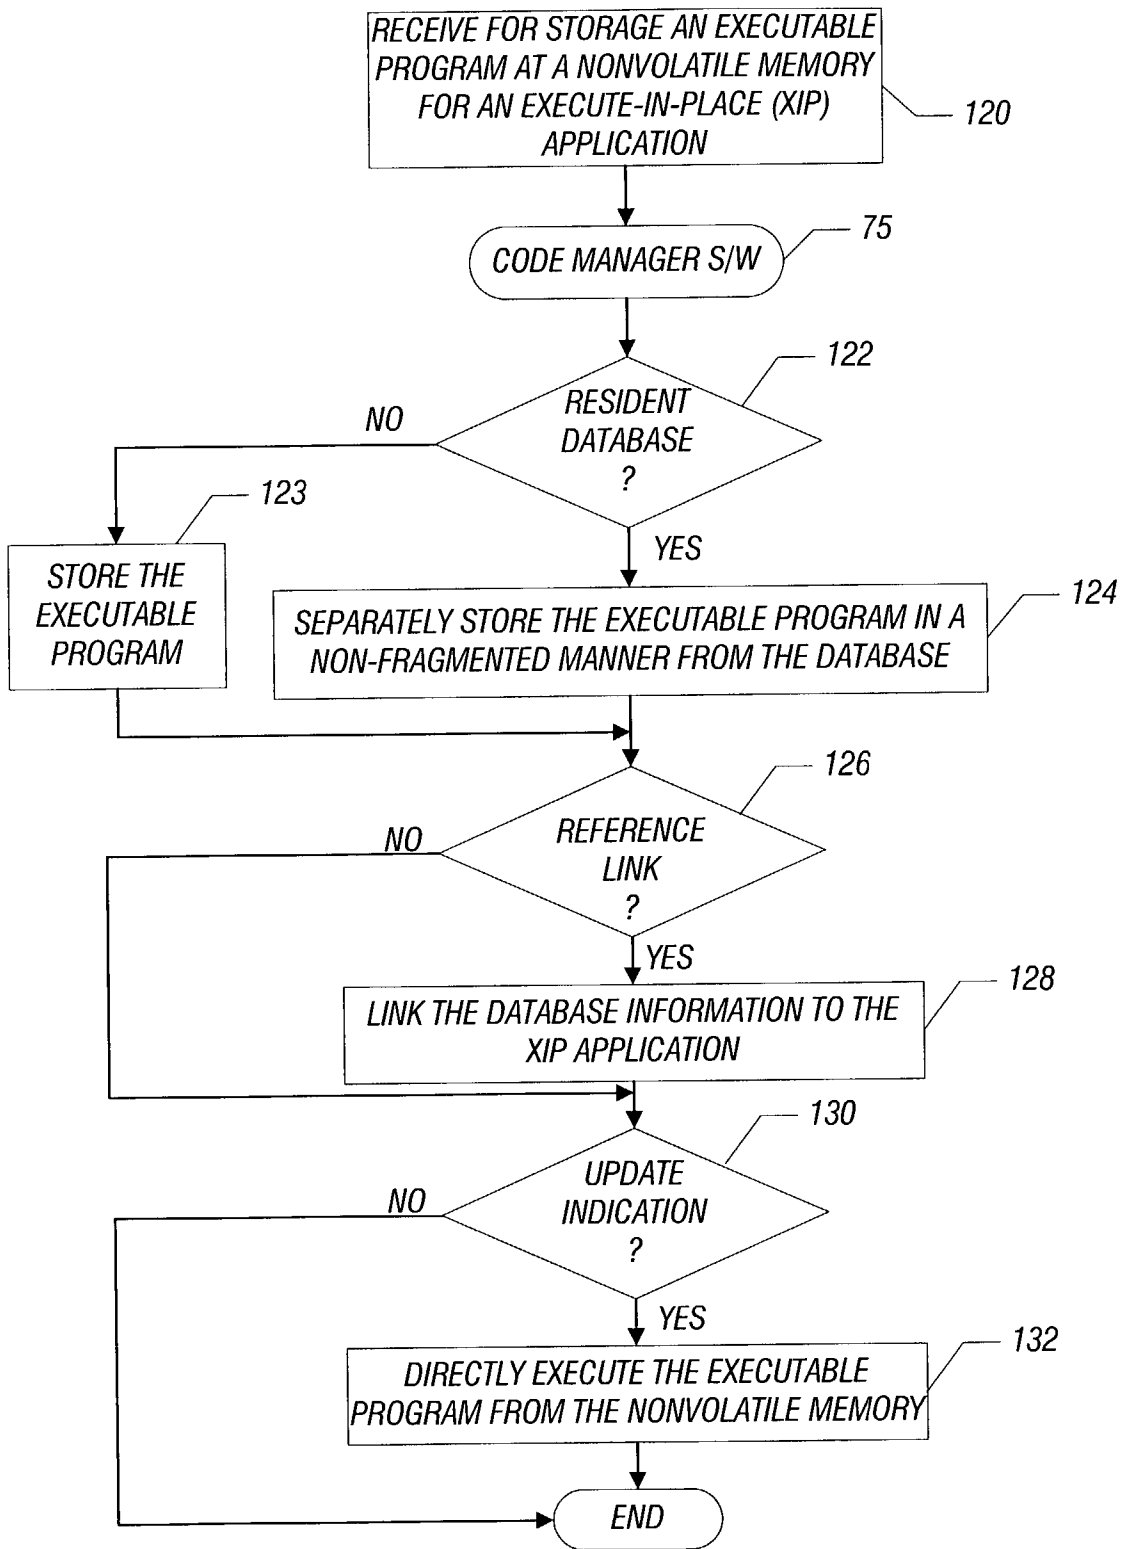 RECEIVE FOR STORAGE AN EXECUTABLE
PROGRAM AT A NONVOLATILE MEMORY
FOR AN EXECUTE-IN-PLACE (XIP)
APPLICATION
120
CODE MANAGER S/W
75
RESIDENT
DATABASE
?
122
NO
YES
123
STORE THE
EXECUTABLE
PROGRAM
SEPARATELY STORE THE EXECUTABLE PROGRAM IN A
NON-FRAGMENTED MANNER FROM THE DATABASE
124
REFERENCE
LINK
?
126
NO
YES
LINK THE DATABASE INFORMATION TO THE
XIP APPLICATION
128
UPDATE
INDICATION
?
130
NO
YES
DIRECTLY EXECUTE THE EXECUTABLE
PROGRAM FROM THE NONVOLATILE MEMORY
132
END